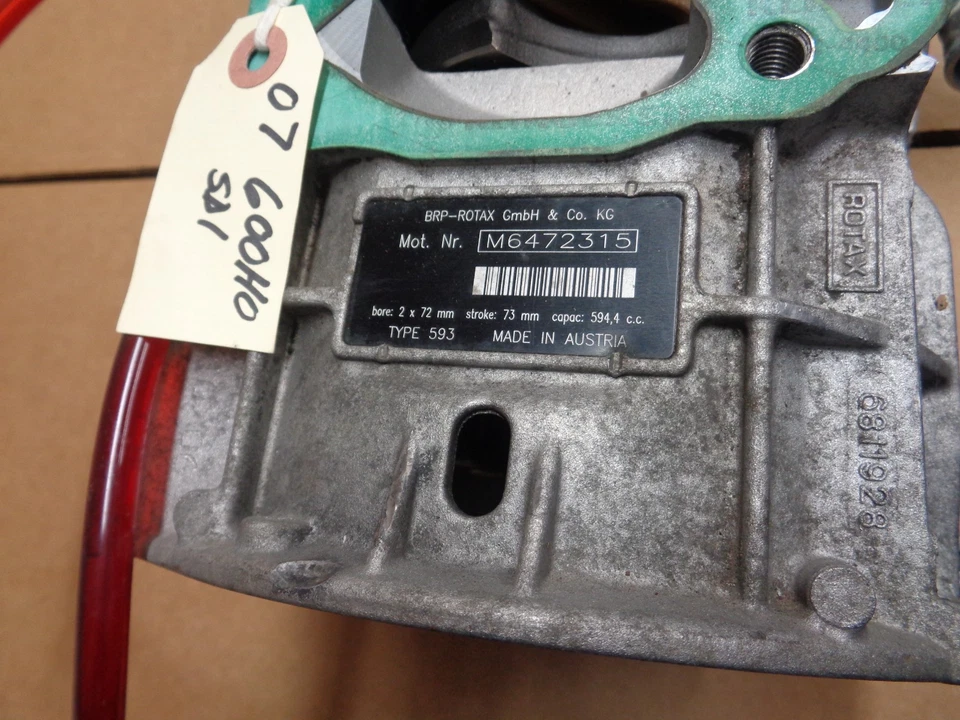 07 600HO
SDI
BRP-ROTAX GmbH & Co. KG
Mot. Nr. M6472315
bore: 2 x 72 mm stroke: 73 mm capac: 594,4 c.c.
TYPE 593 MADE IN AUSTRIA
ROTAX
6811928